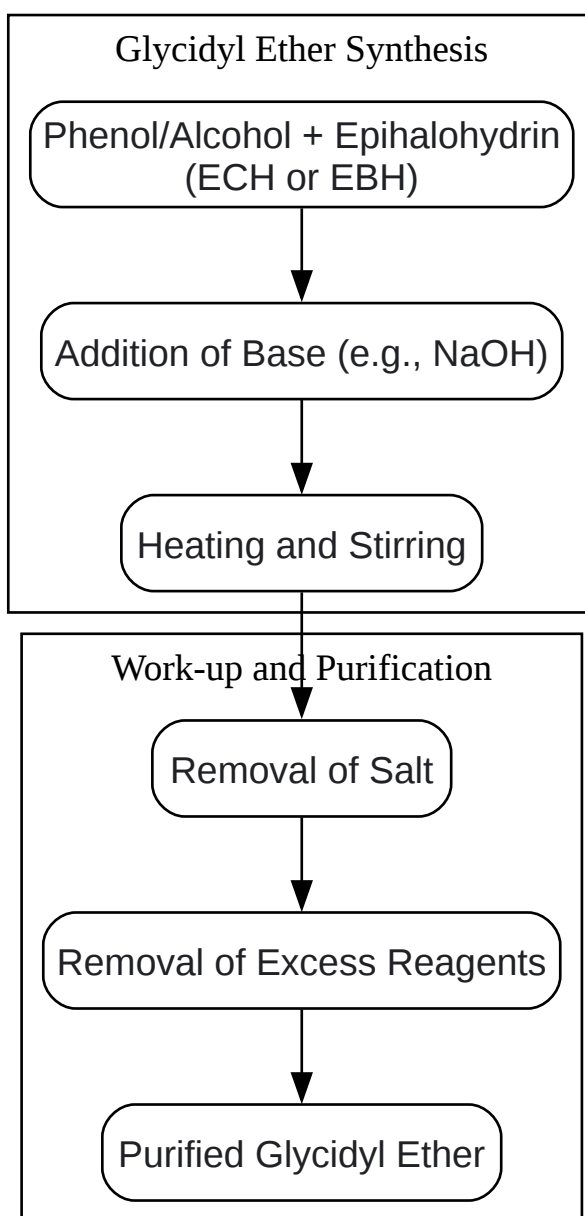 Glycidyl Ether Synthesis
Phenol/Alcohol + Epihalohydrin
(ECH or EBH)
Addition of Base (e.g., NaOH)
Heating and Stirring
Work-up and Purification
Removal of Salt
Removal of Excess Reagents
Purified Glycidyl Ether